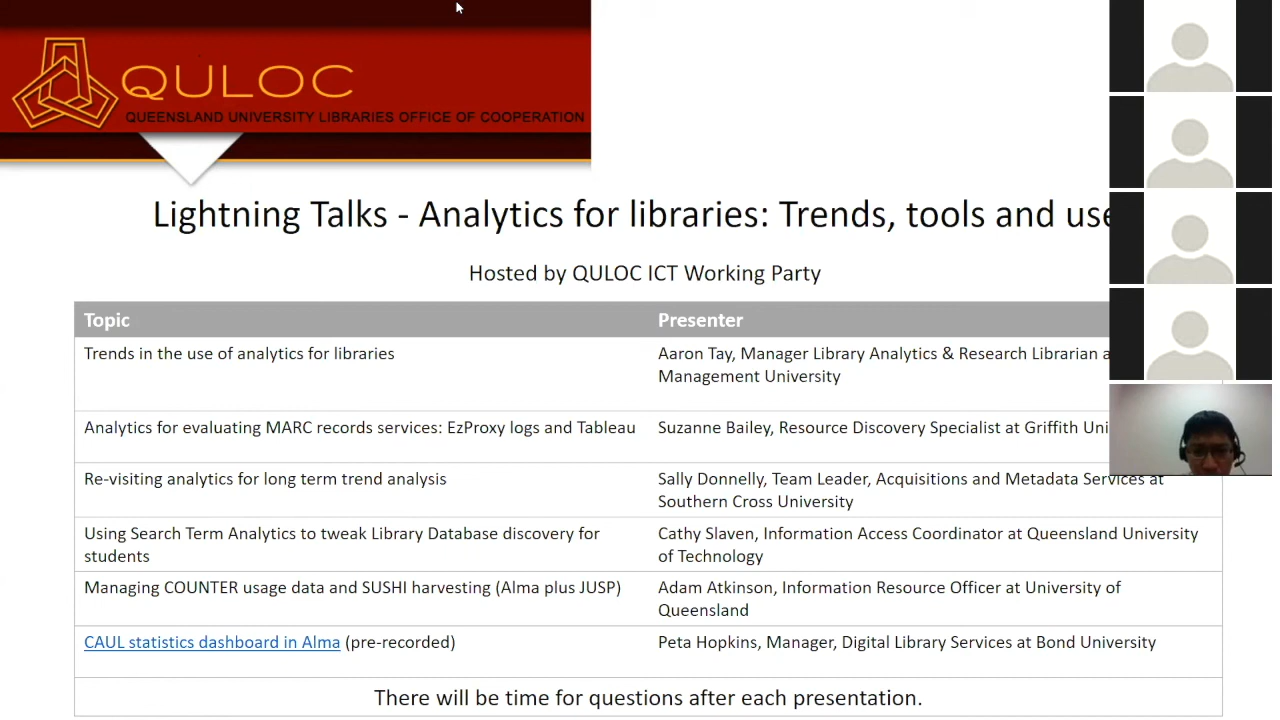 QULOC
QUEENSLAND UNIVERSITY LIBRARIES OFFICE OF COOPERATION
Lightning Talks - Analytics for libraries: Trends, tools and
Hosted by QULOC ICT Working Party
Topic
Presenter
Trends in the use of analytics for libraries
Aaron Tay, Manager Library Analytics & Research Librarian
Management University
Analytics for evaluating MARC records services: EzProxy logs and Tableau
Suzanne Bailey, Resource Discovery Specialist at Griffith
Re-visiting analytics for long term trend analysis
Sally Donnelly, Team Leader, Acquisitions and Metadata Services at
Southern Cross University
Using Search Term Analytics to tweak Library Database discovery for
students
Cathy Slaven, Information Access Coordinator at Queensland University
of Technology
Managing COUNTER usage data and SUSHI harvesting (Alma plus JUSP)
Adam Atkinson, Information Resource Officer at University of
Queensland
CAUL statistics dashboard in Alma (pre-recorded)
Peta Hopkins, Manager, Digital Library Services at Bond University
There will be time for questions after each presentation.